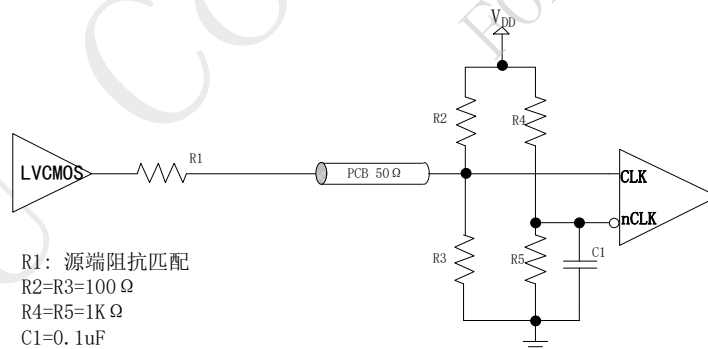 V_DD
R2
R4
LVCMOS
R1
PCB 50Ω
CLK
nCLK
R3
R5
C1
R1: 源端阻抗匹配
R2=R3=100Ω
R4=R5=1KΩ
C1=0.1uF